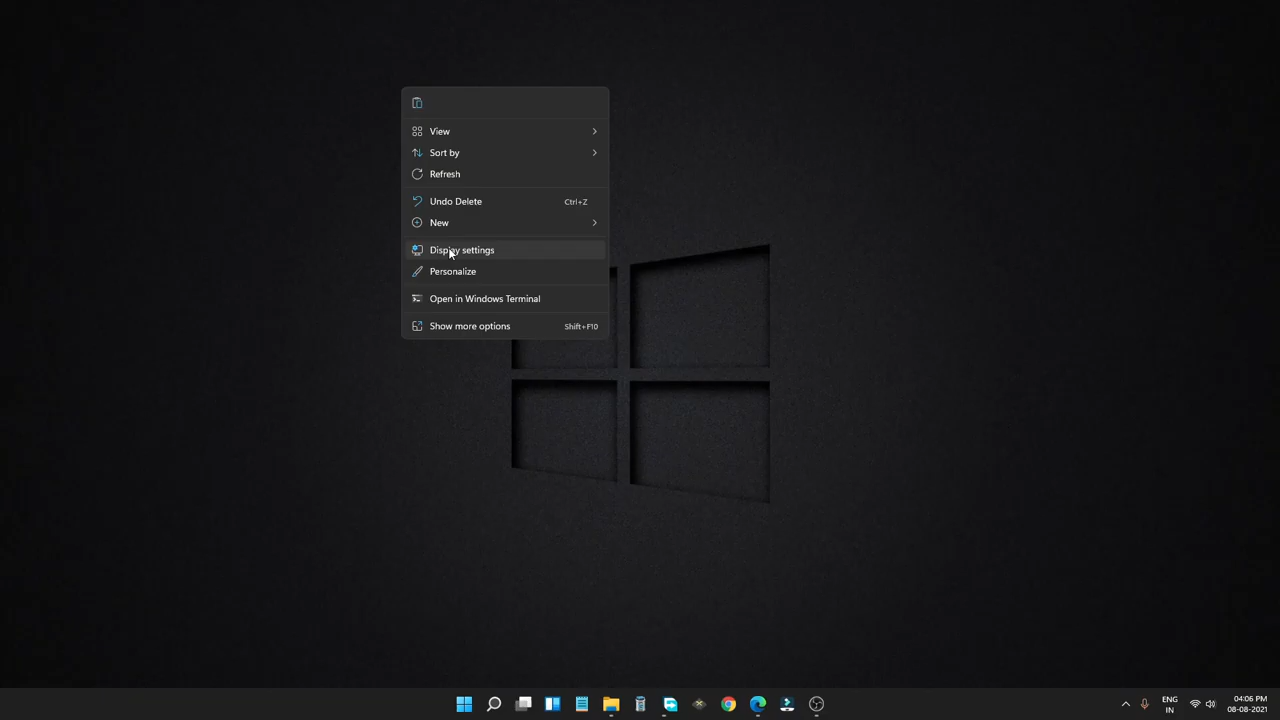 View
Sort by
Refresh
Undo Delete Ctrl+Z
New
Display settings
Personalize
Open in Windows Terminal
Show more options Shift+F10
ENG
IN
04:06 PM
08-08-2021